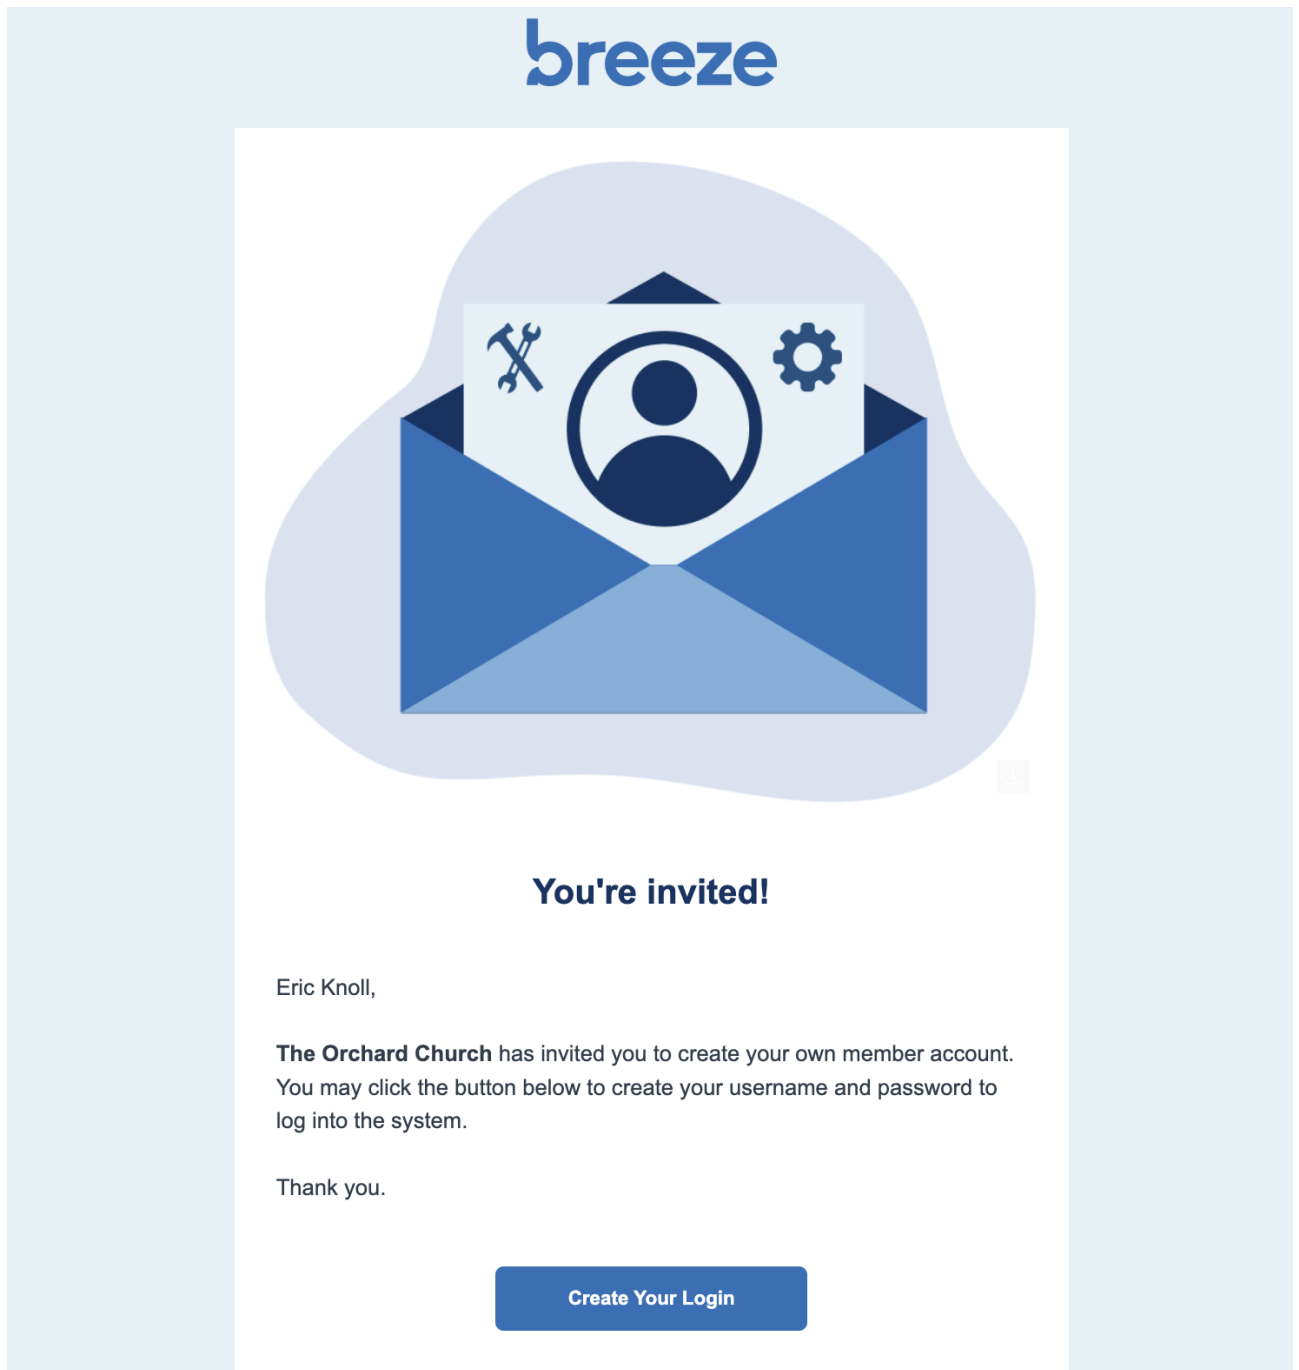 breeze
You're invited!
Eric Knoll,
The Orchard Church has invited you to create your own member account.
You may click the button below to create your username and password to
log into the system.
Thank you.
Create Your Login